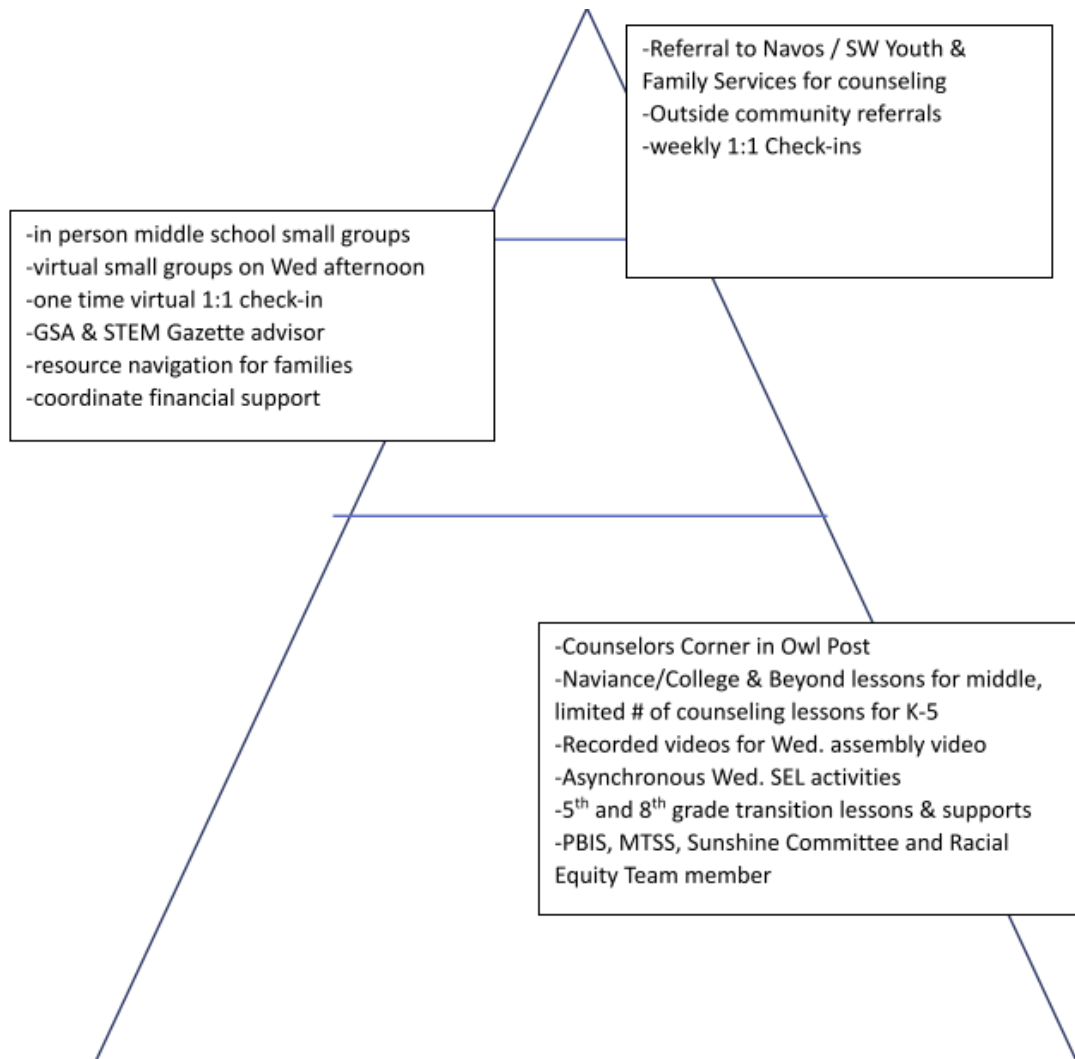 -Referral to Navos / SW Youth &
Family Services for counseling
-Outside community referrals
-weekly 1:1 Check-ins
-in person middle school small groups
-virtual small groups on Wed afternoon
-one time virtual 1:1 check-in
-GSA & STEM Gazette advisor
-resource navigation for families
-coordinate financial support
-Counselors Corner in Owl Post
-Naviance/College & Beyond lessons for middle,
limited # of counseling lessons for K-5
-Recorded videos for Wed. assembly video
-Asynchronous Wed. SEL activities
-5th and 8th grade transition lessons & supports
-PBIS, MTSS, Sunshine Committee and Racial
Equity Team member